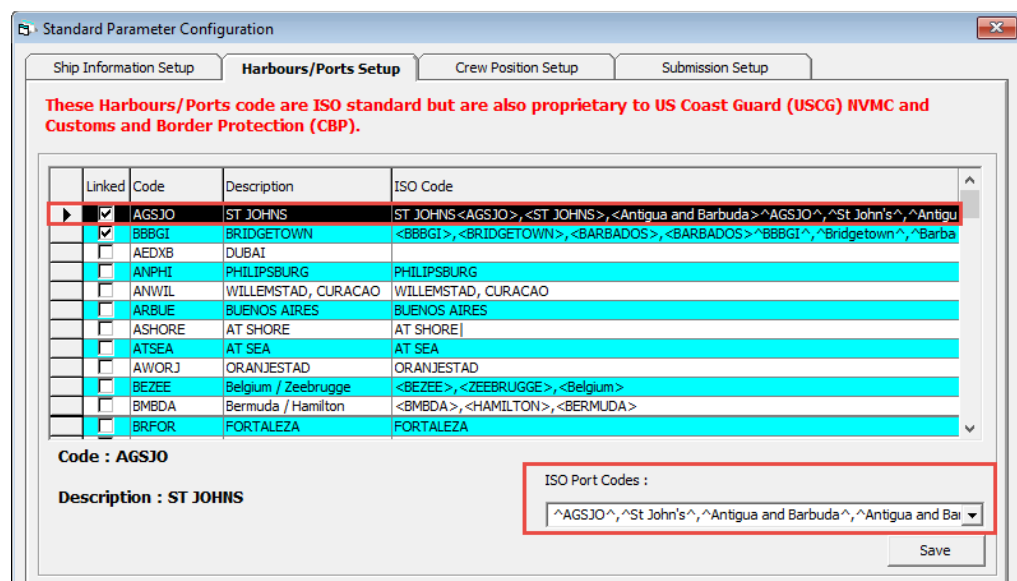 Standard Parameter Configuration
Ship Information Setup Harbours/Ports Setup Crew Position Setup Submission Setup
These Harbours/Ports code are ISO standard but are also proprietary to US Coast Guard (USCG) NVMC and
Customs and Border Protection (CBP).
Linked Code Description ISO Code
AGSJO ST JOHNS ST JOHNS<AGSJO>,<ST JOHNS>,<Antigua and Barbuda>^AGSJO^,^St John's^,^Antigu
BBBGI BRIDGETOWN <BBBGI>,<BRIDGETOWN>,<BARBADOS>,<BARBADOS>^BBBGI^,^Bridgetown^,^Barba
AEDXB DUBAI
ANPHI PHILIPSBURG PHILIPSBURG
ANWIL WILLEMSTAD, CURACAO WILLEMSTAD, CURACAO
ARBUE BUENOS AIRES BUENOS AIRES
ASHORE AT SHORE AT SHORE|
ATSEA AT SEA AT SEA
AWORJ ORANJESTAD ORANJESTAD
BEZEE Belgium / Zeebrugge <BEZEE>,<ZEEBRUGGE>,<Belgium>
BMBDA Bermuda / Hamilton <BMBDA>,<HAMILTON>,<BERMUDA>
BRFOR FORTALEZA FORTALEZA
Code : AGSJO
Description : ST JOHNS
ISO Port Codes :
^AGSJO^,^St John's^,^Antigua and Barbuda^,^Antigua and Bar
Save